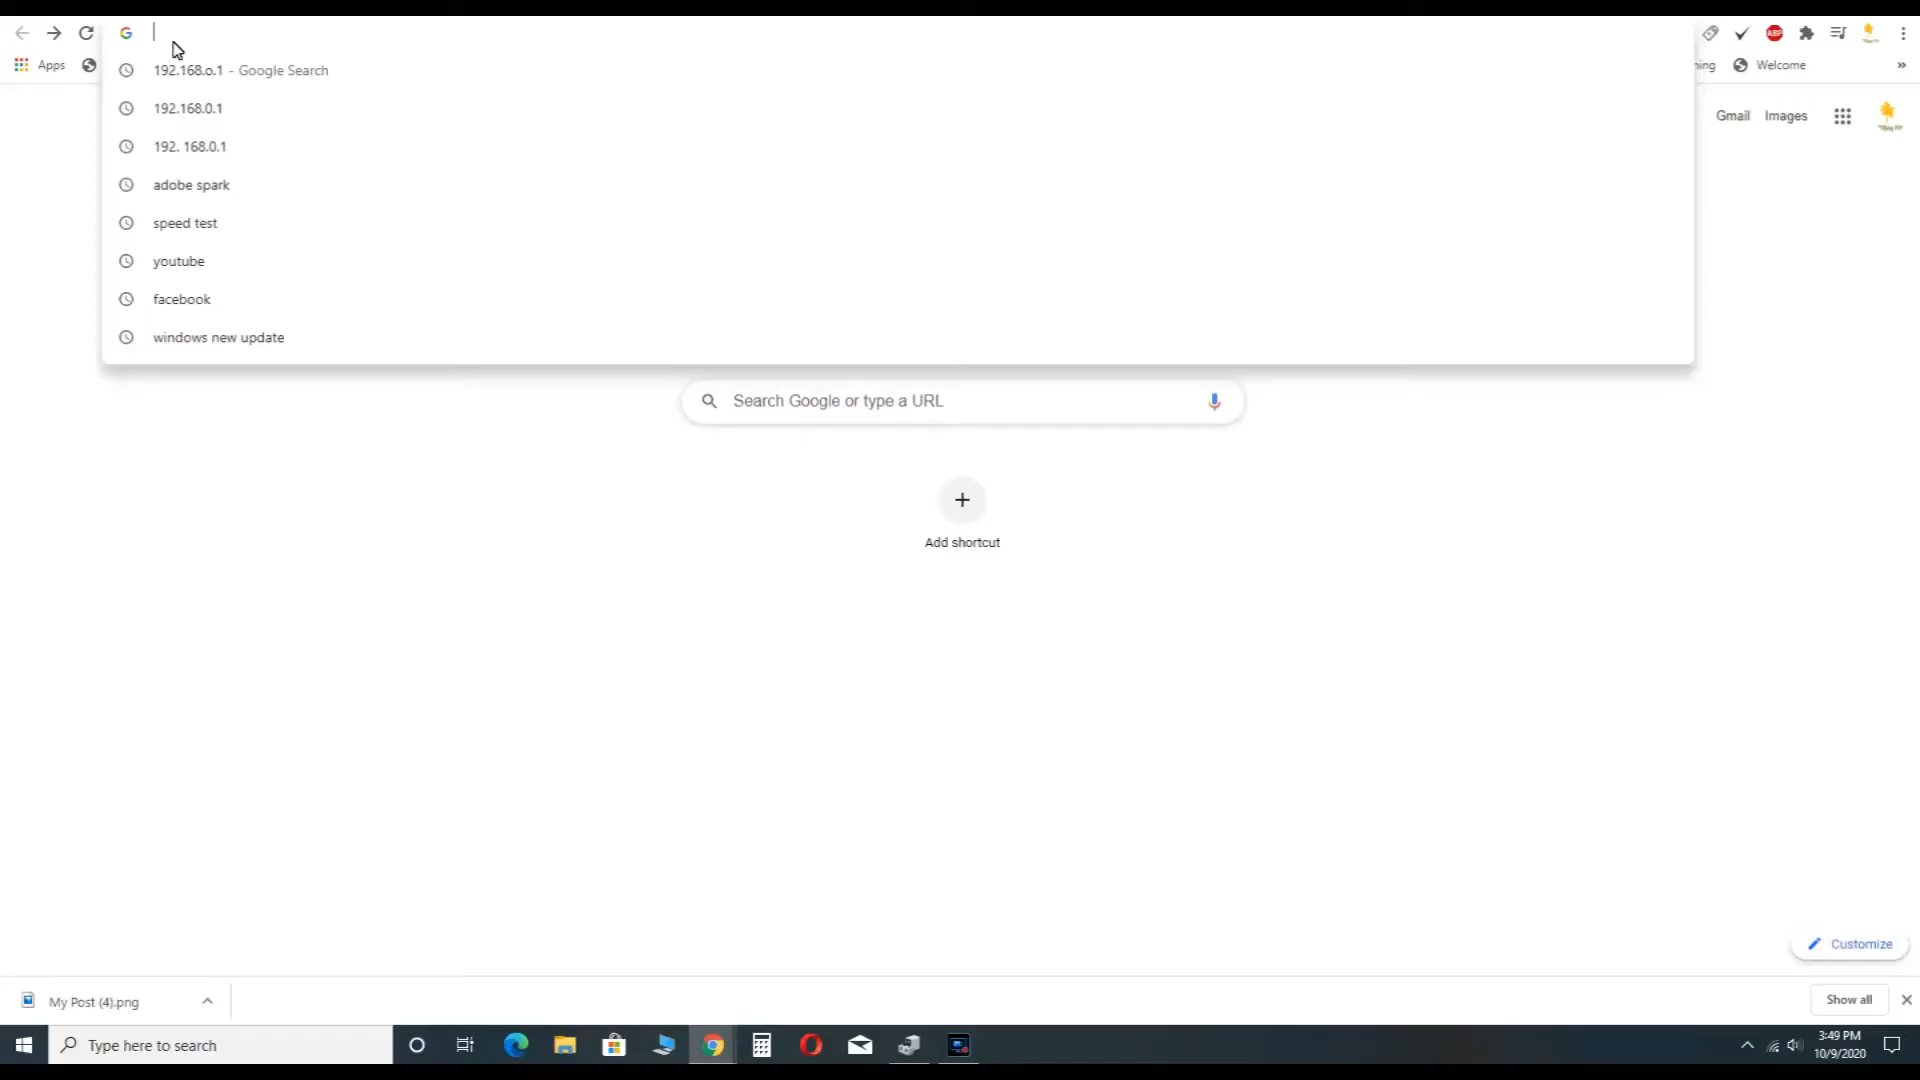 192.168.o.1 - Google Search
Apps
ning
Welcome
»
192.168.0.1
Gmail
Images
192. 168.0.1
adobe spark
speed test
youtube
facebook
windows new update
Search Google or type a URL
Add shortcut
Customize
My Post (4).png
Show all
Type here to search
3:49 PM
10/9/2020
ABP